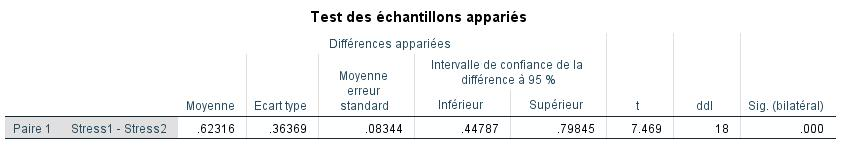 Test des échantillons appariés
Différences appariées
Moyenne Ecart type Moyenne erreur standard Intervalle de confiance de la différence à 95 % Inférieur Supérieur t ddl Sig. (bilatéral)
Paire 1 Stress1 - Stress2 .62316 .36369 .08344 .44787 .79845 7.469 18 .000